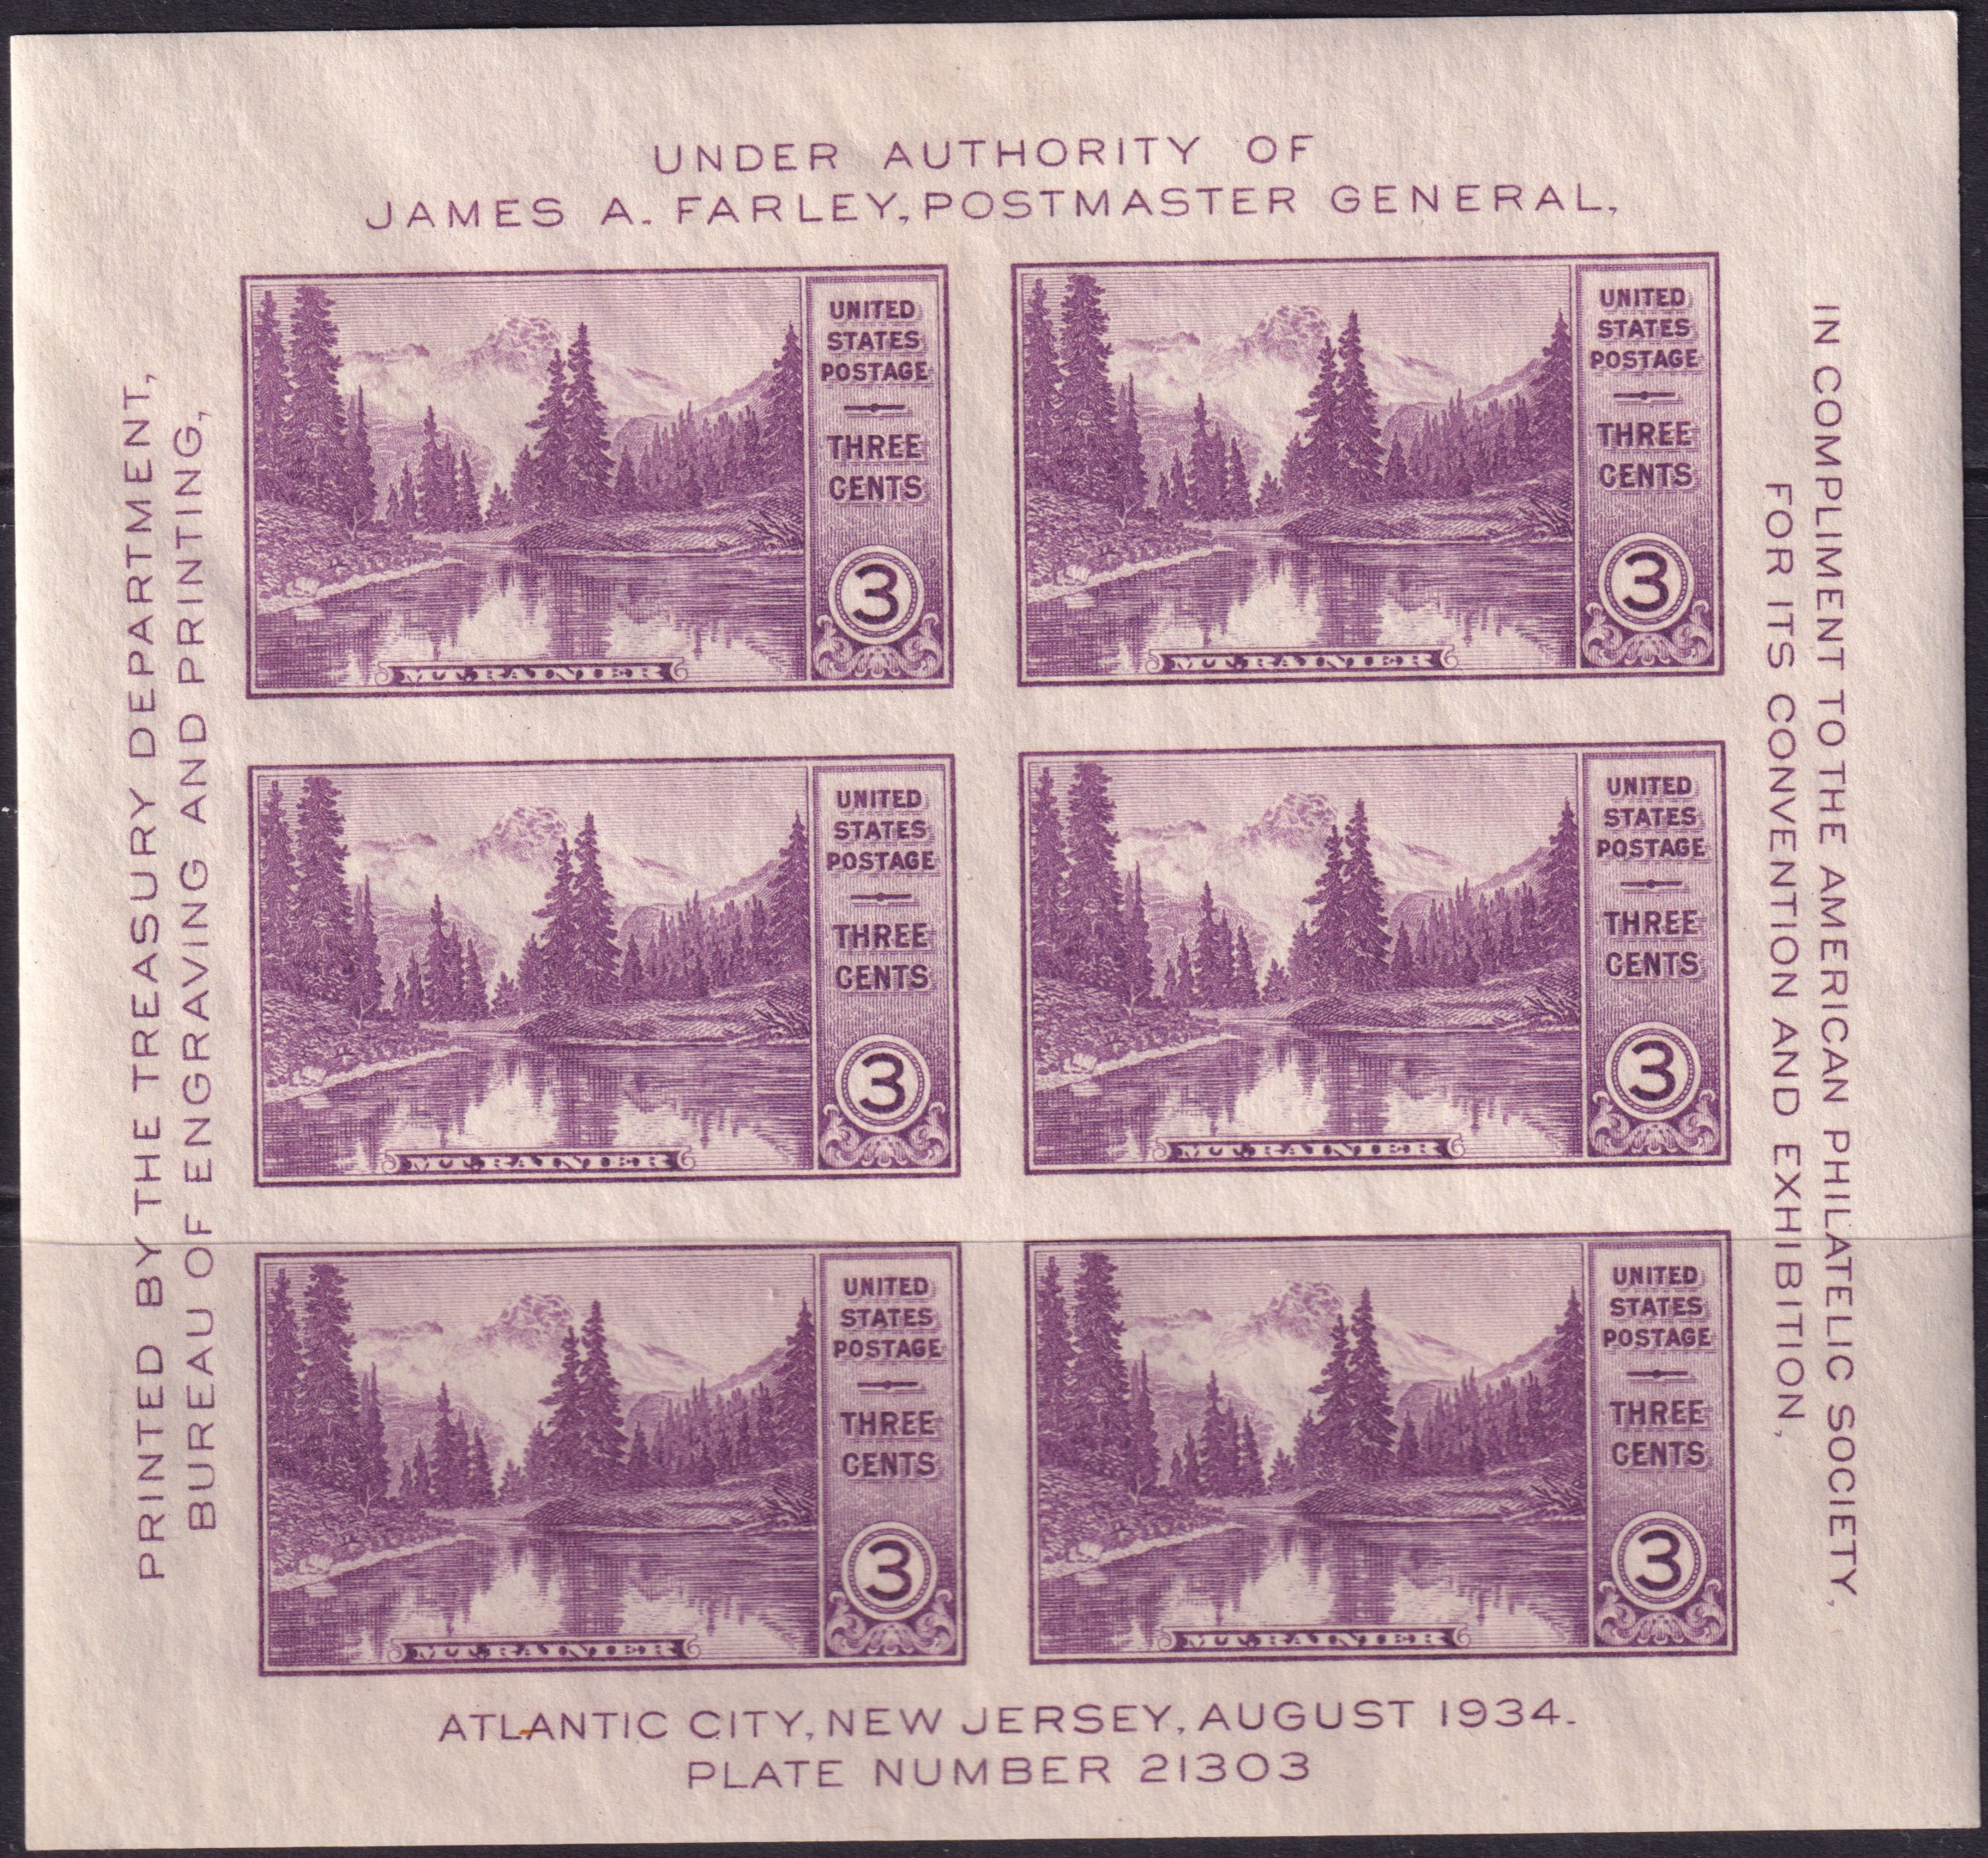 UNDER AUTHORITY OF
JAMES A. FARLEY, POSTMASTER GENERAL,
PRINTED BY THE TREASURY DEPARTMENT,
BUREAU OF ENGRAVING AND PRINTING,
UNITED
STATES
POSTAGE
THREE
CENTS
3
MT. RAINIER
UNITED
STATES
POSTAGE
THREE
CENTS
3
MT. RAINIER
UNITED
STATES
POSTAGE
THREE
CENTS
3
MT. RAINIER
UNITED
STATES
POSTAGE
THREE
CENTS
3
MT. RAINIER
UNITED
STATES
POSTAGE
THREE
CENTS
3
MT. RAINIER
UNITED
STATES
POSTAGE
THREE
CENTS
3
MT. RAINIER
IN COMPLIMENT TO THE AMERICAN PHILATELIC SOCIETY,
FOR ITS CONVENTION AND EXHIBITION,
ATLANTIC CITY, NEW JERSEY, AUGUST 1934.
PLATE NUMBER 21303